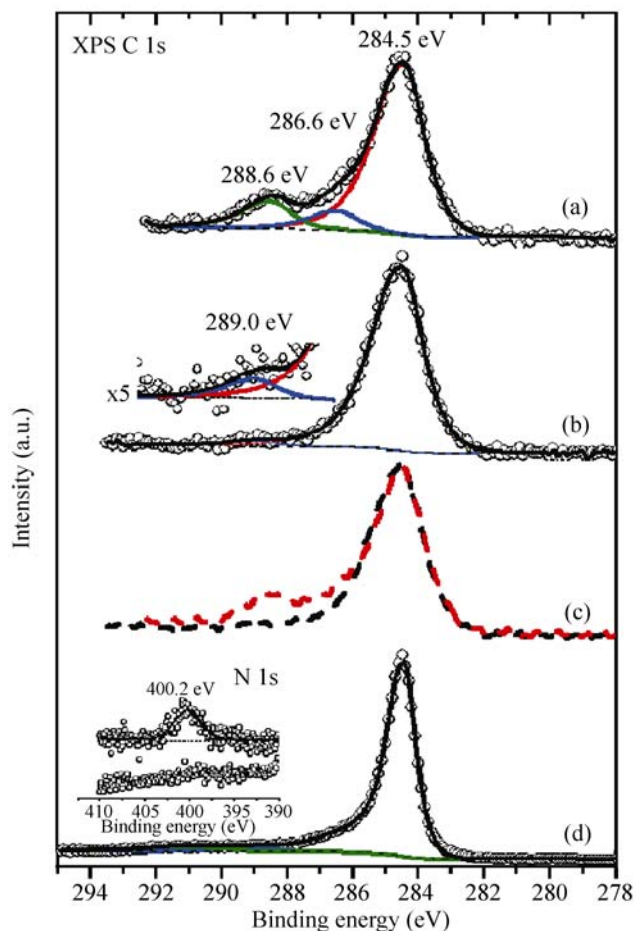 XPS C 1s
284.5 eV
286.6 eV
288.6 eV
(a)
289.0 eV
x5
(b)
(c)
N 1s
400.2 eV
410 405 400 395 390
Binding energy (eV)
(d)
294 292 290 288 286 284 282 280 278
Binding energy (eV)
Intensity (a.u.)